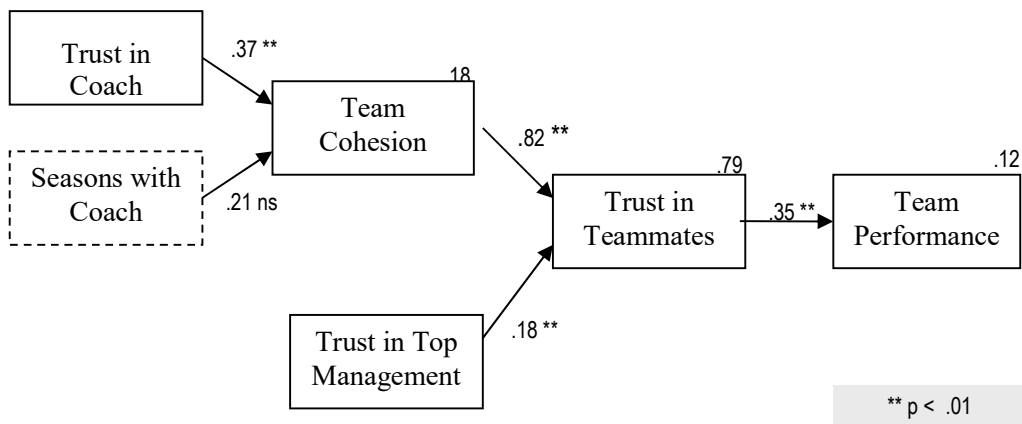 Trust in
Coach
.37 **
Seasons with
Coach
.21 ns
.18
Team
Cohesion
.82 **
Trust in Top
Management
.18 **
.79
Trust in
Teammates
.35 **
.12
Team
Performance
** p < .01